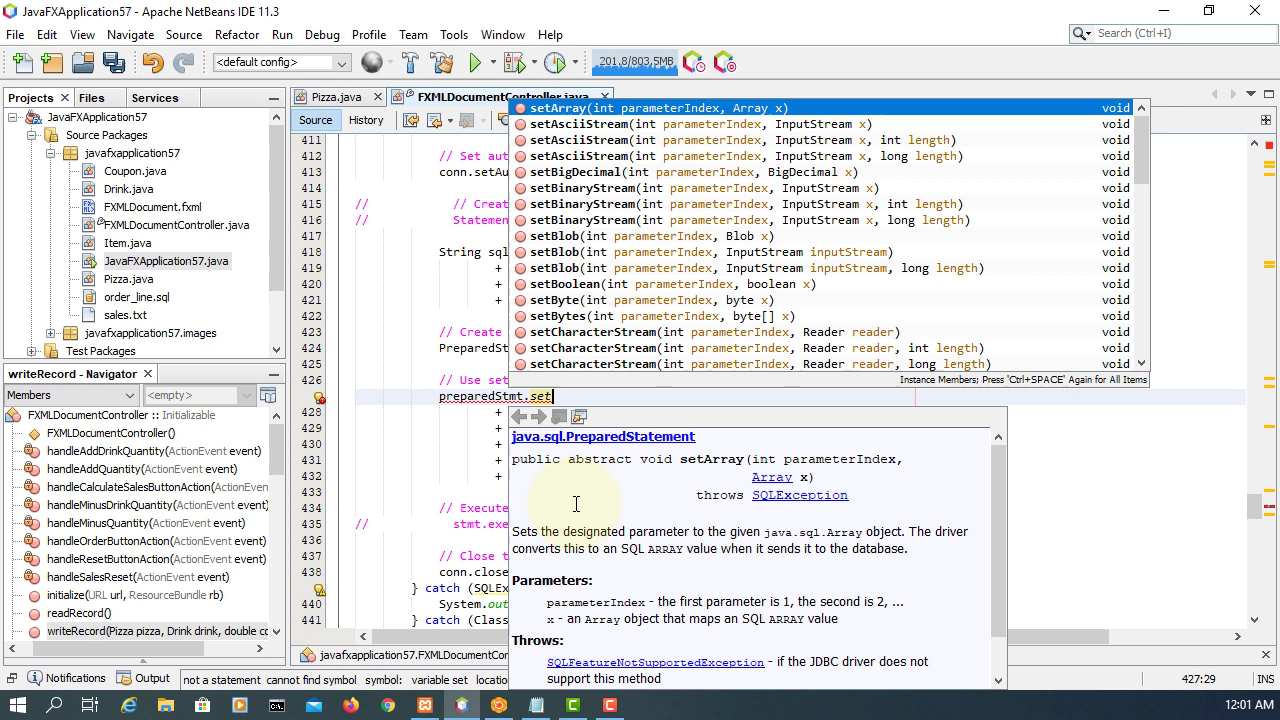 JavaFXApplication57 - Apache NetBeans IDE 11.3
File Edit View Navigate Source Refactor Run Debug Profile Team Tools Window Help
Search (Ctrl+I)
<default config>
201,8/803,5MB
Projects Files Services
Pizza.java FXMLDocumentController.java
Source History
JavaFXApplication57
Source Packages
javafxapplication57
Coupon.java
Drink.java
FXMLDocument.fxml
FXMLDocumentController.java
Item.java
JavaFXApplication57.java
Pizza.java
order_line.sql
sales.txt
javafxapplication57.images
Test Packages
writeRecord - Navigator
Members <empty>
FXMLDocumentController :: Initializable
FXMLDocumentController()
handleAddDrinkQuantity(ActionEvent event)
handleAddQuantity(ActionEvent event)
handleCalculateSalesButtonAction(ActionEvent event)
handleMinusDrinkQuantity(ActionEvent event)
handleMinusQuantity(ActionEvent event)
handleOrderButtonAction(ActionEvent event)
handleResetButtonAction(ActionEvent event)
handleSalesReset(ActionEvent event)
initialize(URL url, ResourceBundle rb)
readRecord()
writeRecord(Pizza pizza, Drink drink, double co
411
412 // Set aut
413 conn.setAu
414
415 // // Creat
416 // Statemen
417
418 String sql
419 +
420 +
421 +
422
423 // Create
424 PreparedSt
425
426 // Use set
preparedStmt.set
428 +
429 +
430 +
431 +
432 +
433
434 // Execute
435 // stmt.exe
436
437 // Close t
438 conn.close
} catch (SQLEx
440 System.out
441 } catch (Class
setArray(int parameterIndex, Array x) void
setAsciiStream(int parameterIndex, InputStream x) void
setAsciiStream(int parameterIndex, InputStream x, int length) void
setAsciiStream(int parameterIndex, InputStream x, long length) void
setBigDecimal(int parameterIndex, BigDecimal x) void
setBinaryStream(int parameterIndex, InputStream x) void
setBinaryStream(int parameterIndex, InputStream x, int length) void
setBinaryStream(int parameterIndex, InputStream x, long length) void
setBlob(int parameterIndex, Blob x) void
setBlob(int parameterIndex, InputStream inputStream) void
setBlob(int parameterIndex, InputStream inputStream, long length) void
setBoolean(int parameterIndex, boolean x) void
setByte(int parameterIndex, byte x) void
setBytes(int parameterIndex, byte[] x) void
setCharacterStream(int parameterIndex, Reader reader) void
setCharacterStream(int parameterIndex, Reader reader, int length) void
setCharacterStream(int parameterIndex, Reader reader, long length) void
Instance Members; Press 'Ctrl+SPACE' Again for All Items
java.sql.PreparedStatement
public abstract void setArray(int parameterIndex,
Array x)
throws SQLException
Sets the designated parameter to the given java.sql.Array object. The driver
converts this to an SQL ARRAY value when it sends it to the database.
Parameters:
parameterIndex - the first parameter is 1, the second is 2, ...
x - an Array object that maps an SQL ARRAY value
Throws:
SQLFeatureNotSupportedException - if the JDBC driver does not
support this method
javafxapplication57.FXMLDocumentCon
Notifications Output not a statement cannot find symbol symbol: variable set locatio
427:29 INS
12:01 AM